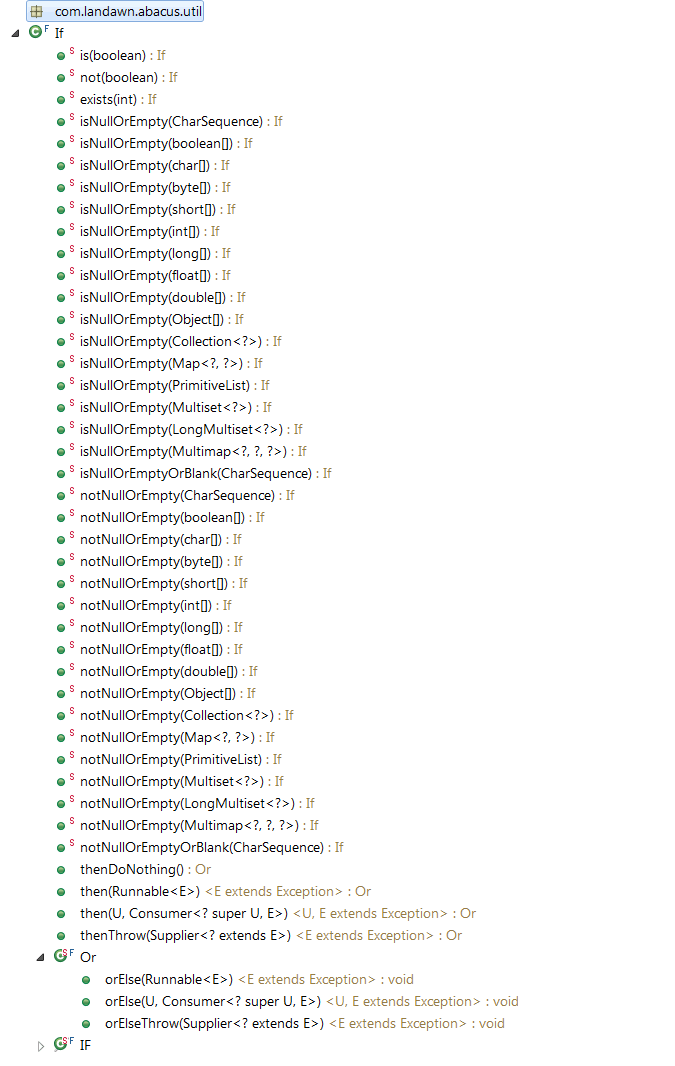 com.landawn.abacus.util
If
is(boolean) : If
not(boolean) : If
exists(int) : If
isNullOrEmpty(CharSequence) : If
isNullOrEmpty(boolean[]) : If
isNullOrEmpty(char[]) : If
isNullOrEmpty(byte[]) : If
isNullOrEmpty(short[]) : If
isNullOrEmpty(int[]) : If
isNullOrEmpty(long[]) : If
isNullOrEmpty(float[]) : If
isNullOrEmpty(double[]) : If
isNullOrEmpty(Object[]) : If
isNullOrEmpty(Collection<?>) : If
isNullOrEmpty(Map<?, ?>) : If
isNullOrEmpty(PrimitiveList) : If
isNullOrEmpty(Multiset<?>) : If
isNullOrEmpty(LongMultiset<?>) : If
isNullOrEmpty(Multimap<?, ?, ?>) : If
isNullOrEmptyOrBlank(CharSequence) : If
notNullOrEmpty(CharSequence) : If
notNullOrEmpty(boolean[]) : If
notNullOrEmpty(char[]) : If
notNullOrEmpty(byte[]) : If
notNullOrEmpty(short[]) : If
notNullOrEmpty(int[]) : If
notNullOrEmpty(long[]) : If
notNullOrEmpty(float[]) : If
notNullOrEmpty(double[]) : If
notNullOrEmpty(Object[]) : If
notNullOrEmpty(Collection<?>) : If
notNullOrEmpty(Map<?, ?>) : If
notNullOrEmpty(PrimitiveList) : If
notNullOrEmpty(Multiset<?>) : If
notNullOrEmpty(LongMultiset<?>) : If
notNullOrEmpty(Multimap<?, ?, ?>) : If
notNullOrEmptyOrBlank(CharSequence) : If
thenDoNothing() : Or
then(Runnable<E>) <E extends Exception> : Or
then(U, Consumer<? super U, E>) <U, E extends Exception> : Or
thenThrow(Supplier<? extends E>) <E extends Exception> : Or
Or
orElse(Runnable<E>) <E extends Exception> : void
orElse(U, Consumer<? super U, E>) <U, E extends Exception> : void
orElseThrow(Supplier<? extends E>) <E extends Exception> : void
IF